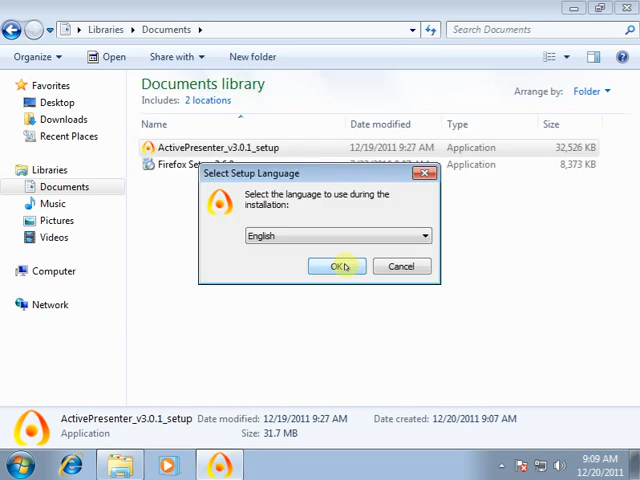 Libraries
Documents
Search Documents
Organize
Open
Share with
New folder
Favorites
Desktop
Downloads
Recent Places
Libraries
Documents
Music
Pictures
Videos
Computer
Network
Documents library
Includes: 2 locations
Arrange by: Folder
Name Date modified Type Size
ActivePresenter_v3.0.1_setup 12/19/2011 9:27 AM Application 32,526 KB
Firefox Application 8,373 KB
Select Setup Language
Select the language to use during the
installation:
English
OK Cancel
ActivePresenter_v3.0.1_setup Date modified: 12/19/2011 9:27 AM Date created: 12/20/2011 9:07 AM
Application Size: 31.7 MB
9:09 AM
12/20/2011